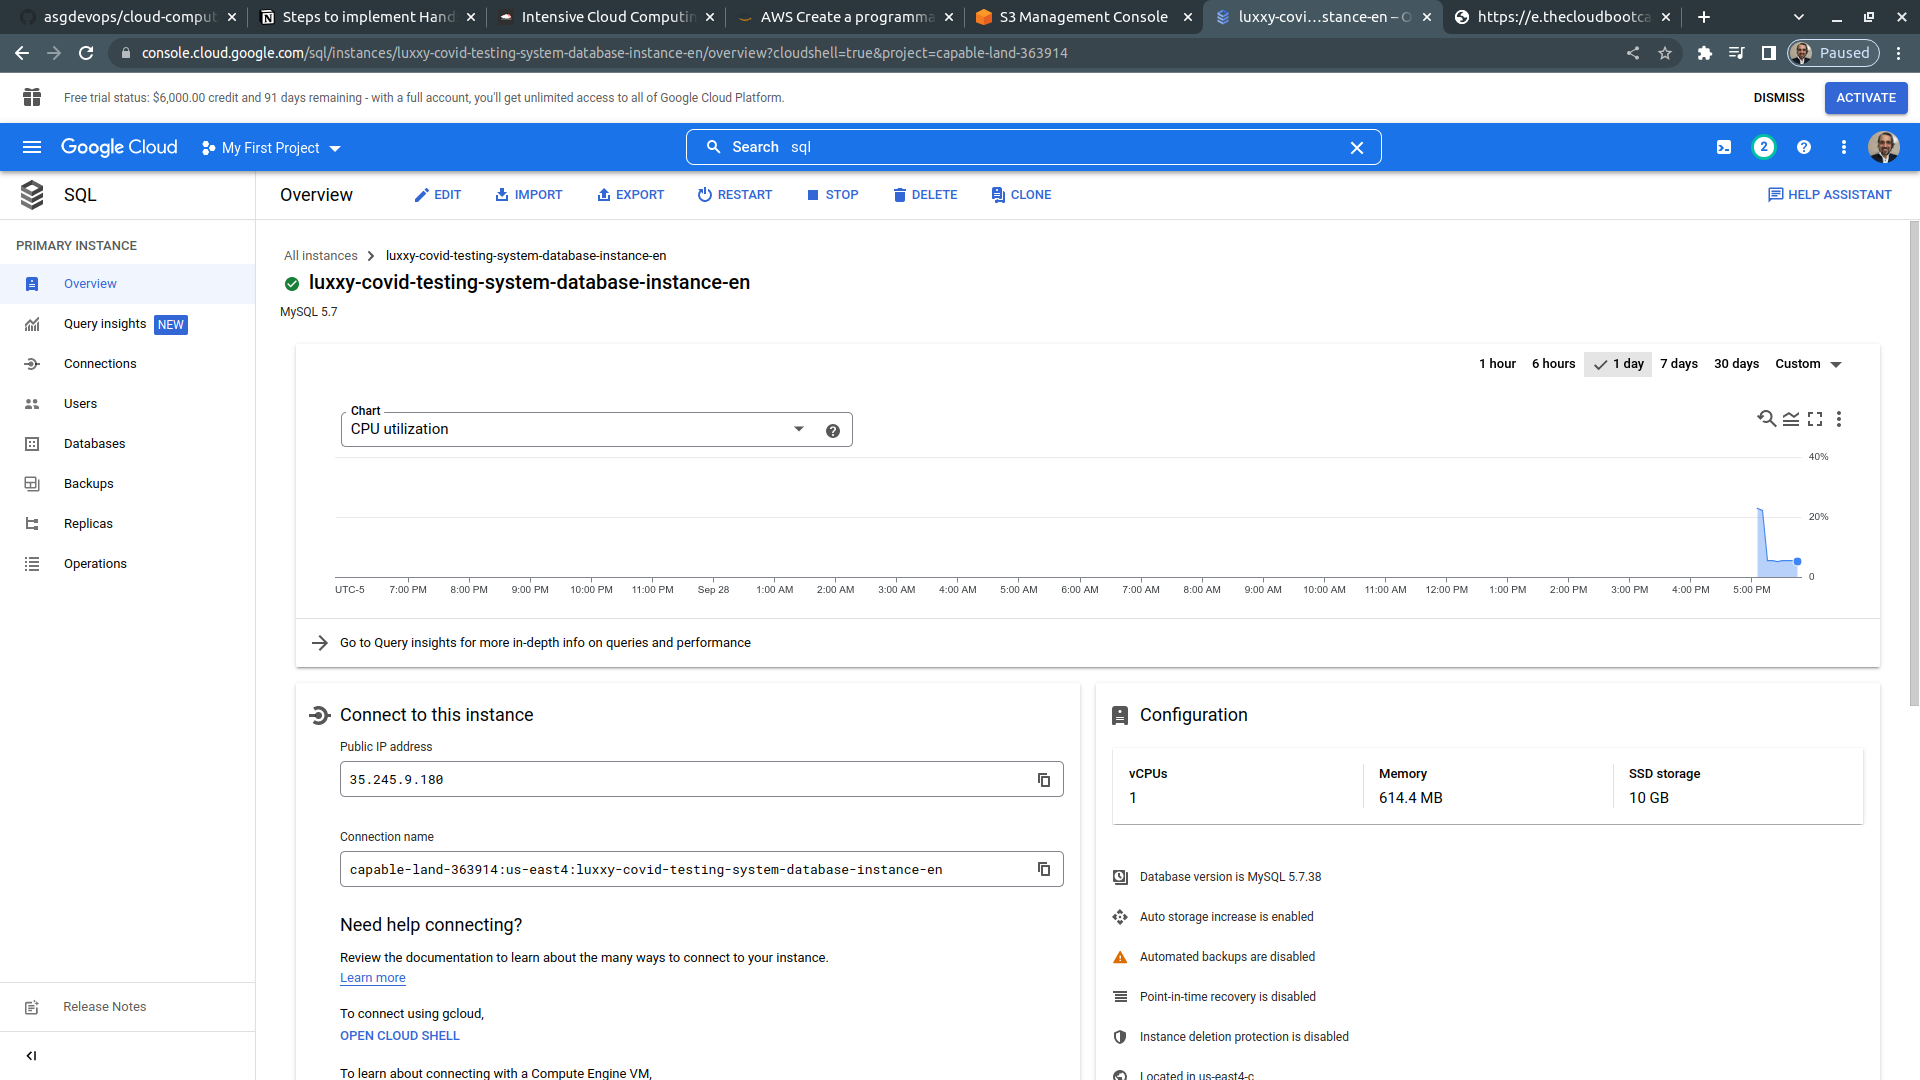 asgdevops/cloud-comput
Steps to implement Hand
Intensive Cloud Computin
AWS Create a programma
S3 Management Console
luxxy-covi...stance-en – O
https://e.thecloudbootca
console.cloud.google.com/sql/instances/luxxy-covid-testing-system-database-instance-en/overview?cloudshell=true&project=capable-land-363914
Paused
Free trial status: $6,000.00 credit and 91 days remaining - with a full account, you'll get unlimited access to all of Google Cloud Platform.
DISMISS
ACTIVATE
Google Cloud
My First Project
Search sql
2
SQL
Overview
EDIT
IMPORT
EXPORT
RESTART
STOP
DELETE
CLONE
HELP ASSISTANT
PRIMARY INSTANCE
Overview
Query insights NEW
Connections
Users
Databases
Backups
Replicas
Operations
Release Notes
All instances > luxxy-covid-testing-system-database-instance-en
luxxy-covid-testing-system-database-instance-en
MySQL 5.7
1 hour
6 hours
1 day
7 days
30 days
Custom
Chart
CPU utilization
40%
20%
0
UTC-5
7:00 PM
8:00 PM
9:00 PM
10:00 PM
11:00 PM
Sep 28
1:00 AM
2:00 AM
3:00 AM
4:00 AM
5:00 AM
6:00 AM
7:00 AM
8:00 AM
9:00 AM
10:00 AM
11:00 AM
12:00 PM
1:00 PM
2:00 PM
3:00 PM
4:00 PM
5:00 PM
Go to Query insights for more in-depth info on queries and performance
Connect to this instance
Public IP address
35.245.9.180
Connection name
capable-land-363914:us-east4:luxxy-covid-testing-system-database-instance-en
Need help connecting?
Review the documentation to learn about the many ways to connect to your instance.
Learn more
To connect using gcloud,
OPEN CLOUD SHELL
To learn about connecting with a Compute Engine VM,
Configuration
vCPUs
1
Memory
614.4 MB
SSD storage
10 GB
Database version is MySQL 5.7.38
Auto storage increase is enabled
Automated backups are disabled
Point-in-time recovery is disabled
Instance deletion protection is disabled
Located in us-east4-c